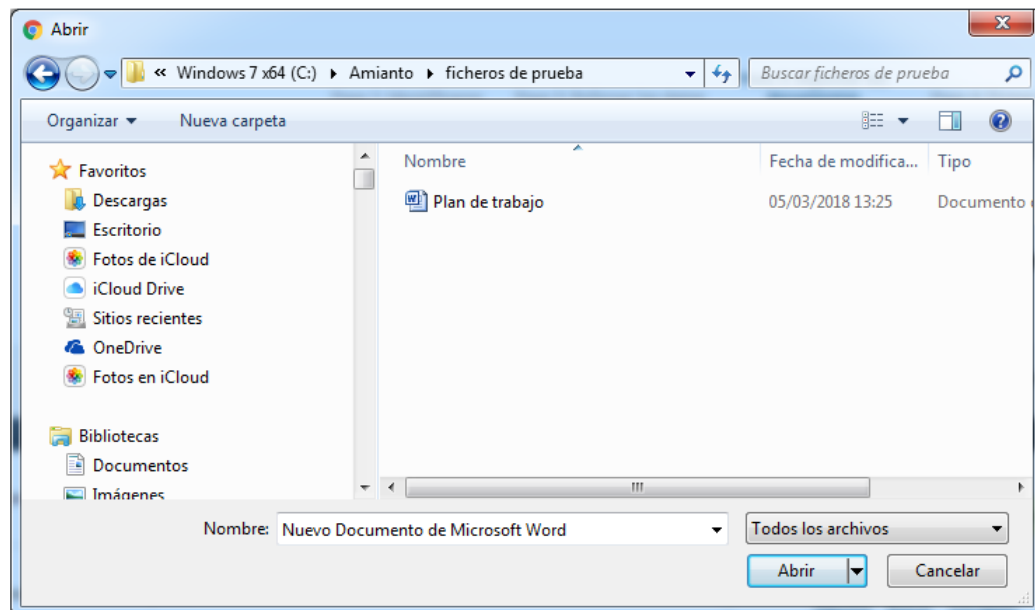 Abrir
« Windows 7 x64 (C:) Amianto ficheros de prueba Buscar ficheros de prueba
Organizar Nueva carpeta
Nombre Fecha de modifica... Tipo
Favoritos
Plan de trabajo 05/03/2018 13:25 Documento
Descargas
Escritorio
Fotos de iCloud
iCloud Drive
Sitios recientes
OneDrive
Fotos en iCloud
Bibliotecas
Documentos
Imágenes
Nombre: Nuevo Documento de Microsoft Word Todos los archivos
Abrir Cancelar